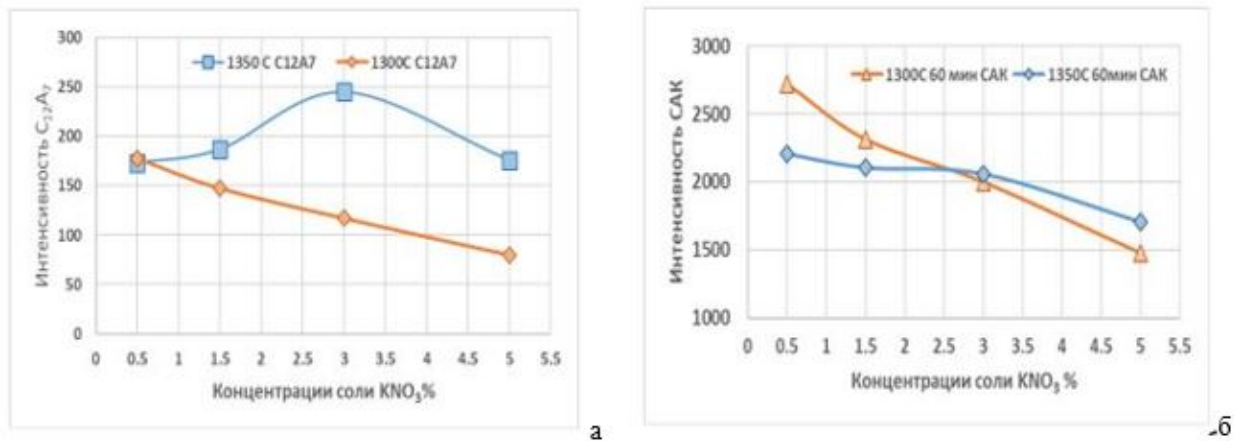 300
250
200
150
100
50
0
Интенсивность C₁₂A₇
1350 C C12A7
1300C C12A7
0 0.5 1 1.5 2 2.5 3 3.5 4 4.5 5 5.5
Концентрации соли KNO₃%
а
3000
2500
2000
1500
1000
Интенсивность САК
1300С 60 мин САК
1350С 60мин САК
0 0.5 1 1.5 2 2.5 3 3.5 4 4.5 5 5.5
Концентрации соли KNO₃ %
б